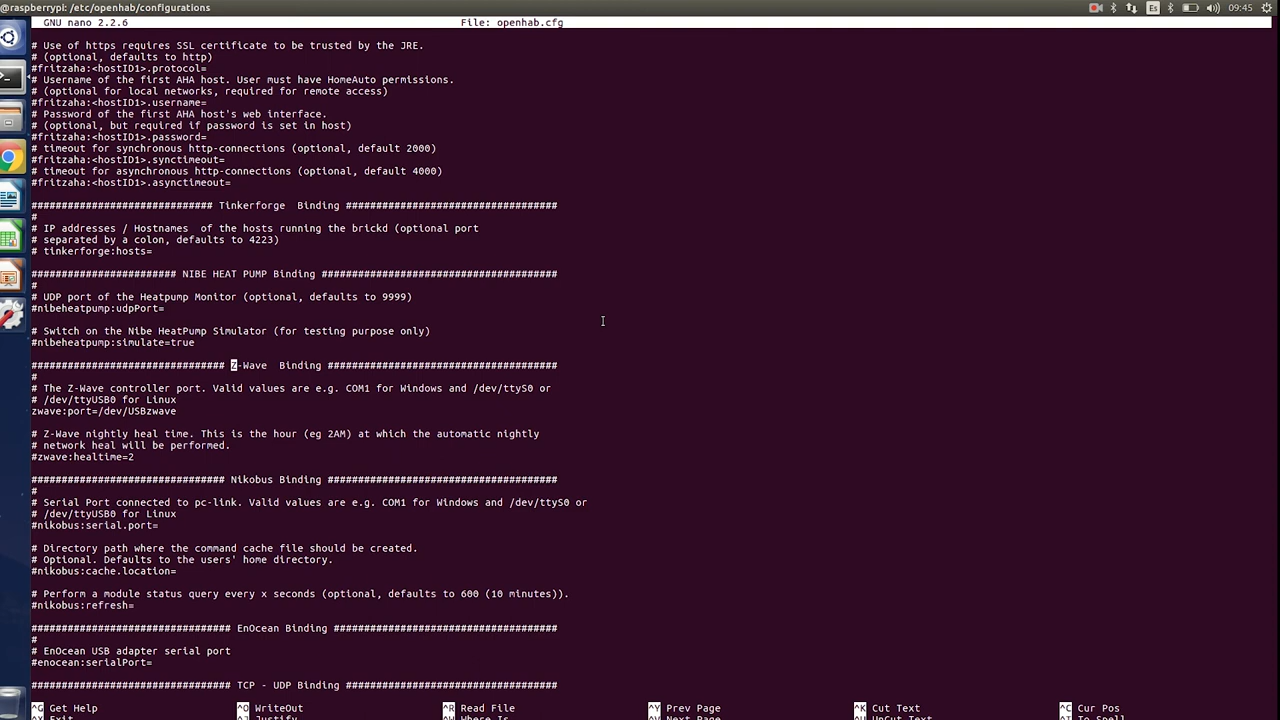 @raspberrypi: /etc/openhab/configurations
Es
09:45
GNU nano 2.2.6 File: openhab.cfg
# Use of https requires SSL certificate to be trusted by the JRE.
# (optional, defaults to http)
#fritzaha:<hostID1>.protocol=
# Username of the first AHA host. User must have HomeAuto permissions.
# (optional for local networks, required for remote access)
#fritzaha:<hostID1>.username=
# Password of the first AHA host's web interface.
# (optional, but required if password is set in host)
#fritzaha:<hostID1>.password=
# timeout for synchronous http-connections (optional, default 2000)
#fritzaha:<hostID1>.synctimeout=
# timeout for asynchronous http-connections (optional, default 4000)
#fritzaha:<hostID1>.asynctimeout=
############################## Tinkerforge  Binding ###################################
#
# IP addresses / Hostnames  of the hosts running the brickd (optional port
# separated by a colon, defaults to 4223)
# tinkerforge:hosts=
######################## NIBE HEAT PUMP Binding #######################################
#
# UDP port of the Heatpump Monitor (optional, defaults to 9999)
#nibeheatpump:udpPort=
# Switch on the Nibe HeatPump Simulator (for testing purpose only)
#nibeheatpump:simulate=true
################################ Z-Wave  Binding ######################################
#
# The Z-Wave controller port. Valid values are e.g. COM1 for Windows and /dev/ttyS0 or
# /dev/ttyUSB0 for Linux
zwave:port=/dev/USBzwave
# Z-Wave nightly heal time. This is the hour (eg 2AM) at which the automatic nightly
# network heal will be performed.
#zwave:healtime=2
################################ Nikobus Binding ######################################
#
# Serial Port connected to pc-link. Valid values are e.g. COM1 for Windows and /dev/ttyS0 or
# /dev/ttyUSB0 for Linux
#nikobus:serial.port=
# Directory path where the command cache file should be created.
# Optional. Defaults to the users' home directory.
#nikobus:cache.location=
# Perform a module status query every x seconds (optional, defaults to 600 (10 minutes)).
#nikobus:refresh=
################################# EnOcean Binding #####################################
#
# EnOcean USB adapter serial port
#enocean:serialPort=
################################# TCP - UDP Binding ###################################
^G Get Help ^O WriteOut ^R Read File ^Y Prev Page ^K Cut Text ^C Cur Pos
^X Exit ^J Justify ^W Where Is ^V Next Page ^U UnCut Text ^T To Spell